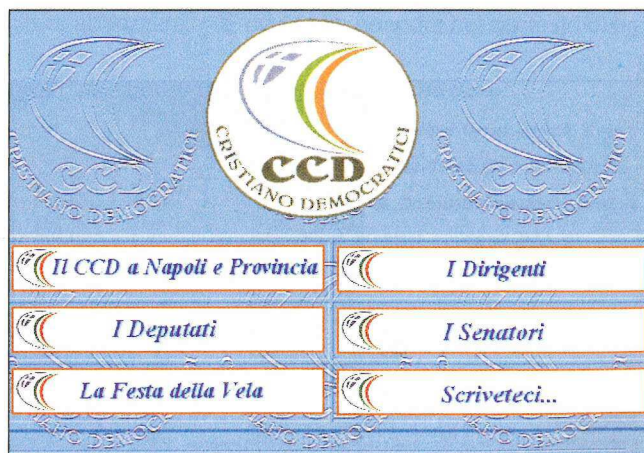 CCD
CRISTIANO DEMOCRATICI
Il CCD a Napoli e Provincia
I Dirigenti
I Deputati
I Senatori
La Festa della Vela
Scriveteci...